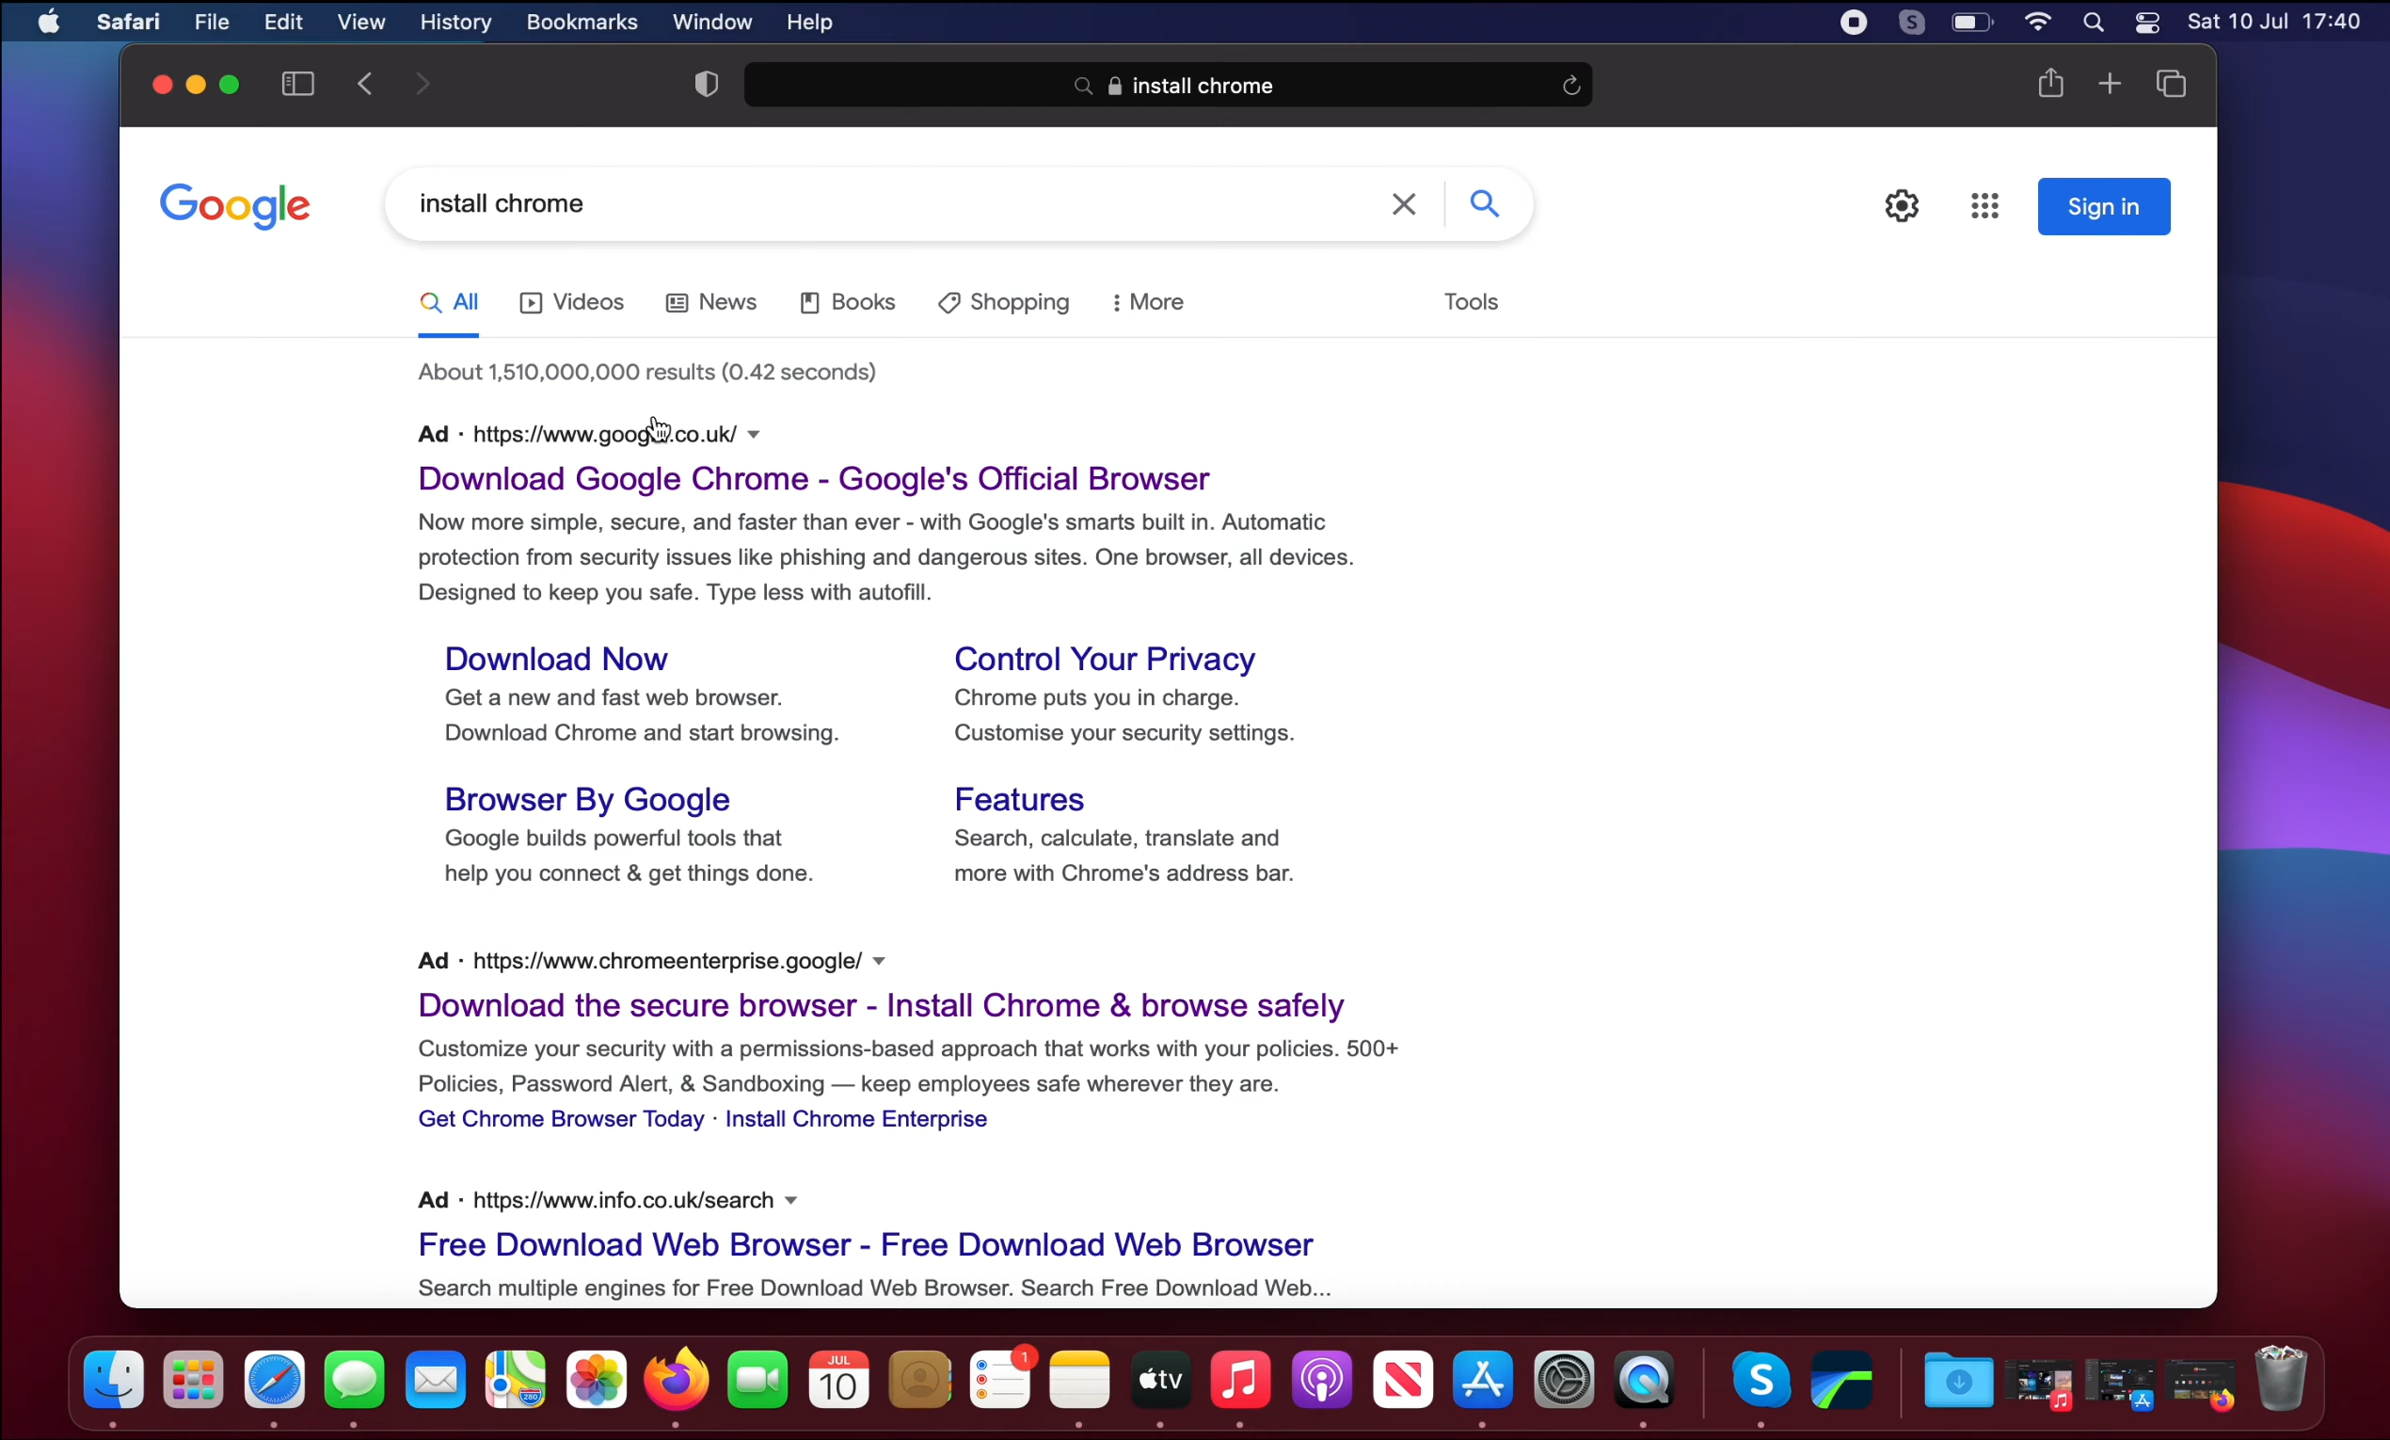 Safari File Edit View History Bookmarks Window Help Sat 10 Jul 17:40
install chrome
Google install chrome Sign in
All Videos News Books Shopping More Tools
About 1,510,000,000 results (0.42 seconds)
Ad · https://www.google.co.uk/
Download Google Chrome - Google's Official Browser
Now more simple, secure, and faster than ever - with Google's smarts built in. Automatic
protection from security issues like phishing and dangerous sites. One browser, all devices.
Designed to keep you safe. Type less with autofill.
Download Now
Get a new and fast web browser.
Download Chrome and start browsing.
Control Your Privacy
Chrome puts you in charge.
Customise your security settings.
Browser By Google
Google builds powerful tools that
help you connect & get things done.
Features
Search, calculate, translate and
more with Chrome's address bar.
Ad · https://www.chromeenterprise.google/
Download the secure browser - Install Chrome & browse safely
Customize your security with a permissions-based approach that works with your policies. 500+
Policies, Password Alert, & Sandboxing — keep employees safe wherever they are.
Get Chrome Browser Today · Install Chrome Enterprise
Ad · https://www.info.co.uk/search
Free Download Web Browser - Free Download Web Browser
Search multiple engines for Free Download Web Browser. Search Free Download Web...
280
JUL
10
1
tv
S